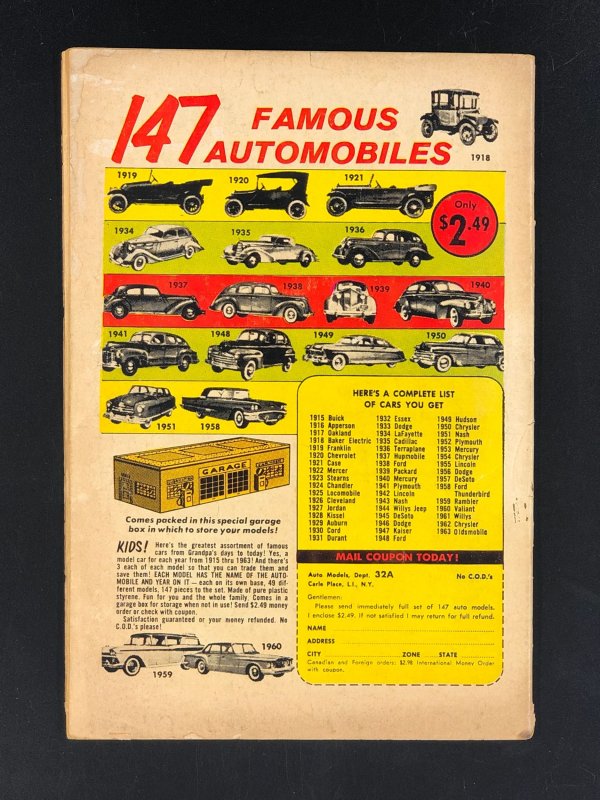 147 FAMOUS
AUTOMOBILES
1918
1919
1920
1921
Only
$2.49
1934
1935
1936
1937
1938
1939
1940
1941
1948
1949
1950
1951
1958
GARAGE
Comes packed in this special garage
box in which to store your models!
KIDS! Here's the greatest assortment of famous
cars from Grandpa's days to today! Yes, a
model car for each year from 1915 thru 1963! And there's
3 each of each model so that you can trade them and
save them! EACH MODEL HAS THE NAME OF THE AUTO-
MOBILE AND YEAR ON IT — each on its own base, 49 dif-
ferent models, 147 pieces to the set. Made of pure plastic
styrene. Fun for you and the whole family. Comes in a
garage box for storage when not in use! Send $2.49 money
order or check with coupon.
Satisfaction guaranteed or your money refunded. No
C.O.D.'s please!
1959
1960
HERE'S A COMPLETE LIST
OF CARS YOU GET
1915 Buick
1916 Apperson
1917 Oakland
1918 Baker Electric
1919 Franklin
1920 Chevrolet
1921 Case
1922 Mercer
1923 Stearns
1924 Chandler
1925 Locomobile
1926 Cleveland
1927 Jordan
1928 Kissel
1929 Auburn
1930 Cord
1931 Durant
1932 Essex
1933 Dodge
1934 LaFayette
1935 Cadillac
1936 Terraplane
1937 Hupmobile
1938 Ford
1939 Packard
1940 Mercury
1941 Plymouth
1942 Lincoln
1943 Nash
1944 Willys Jeep
1945 DeSoto
1946 Dodge
1947 Kaiser
1948 Ford
1949 Hudson
1950 Chrysler
1951 Nash
1952 Plymouth
1953 Mercury
1954 Chrysler
1955 Lincoln
1956 Dodge
1957 DeSoto
1958 Ford
Thunderbird
1959 Rambler
1960 Valiant
1961 Willys
1962 Chrysler
1963 Oldsmobile
MAIL COUPON TODAY!
Auto Models, Dept. 32A No C.O.D.'s
Carle Place, L.I., N.Y.
Gentlemen:
Please send immediately full set of 147 auto models.
I enclose $2.49. If not satisfied I may return for full refund.
NAME
ADDRESS
CITY ZONE STATE
Canadian and Foreign orders: $2.98 International Money Order
with coupon.